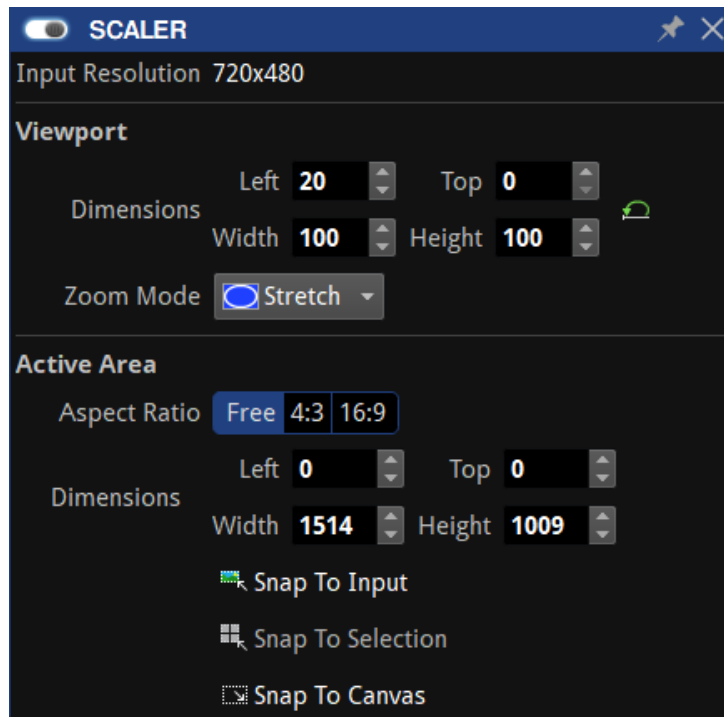 SCALER
Input Resolution 720x480
Viewport
Left 20 Top 0
Dimensions
Width 100 Height 100
Zoom Mode Stretch
Active Area
Aspect Ratio Free 4:3 16:9
Left 0 Top 0
Dimensions
Width 1514 Height 1009
Snap To Input
Snap To Selection
Snap To Canvas